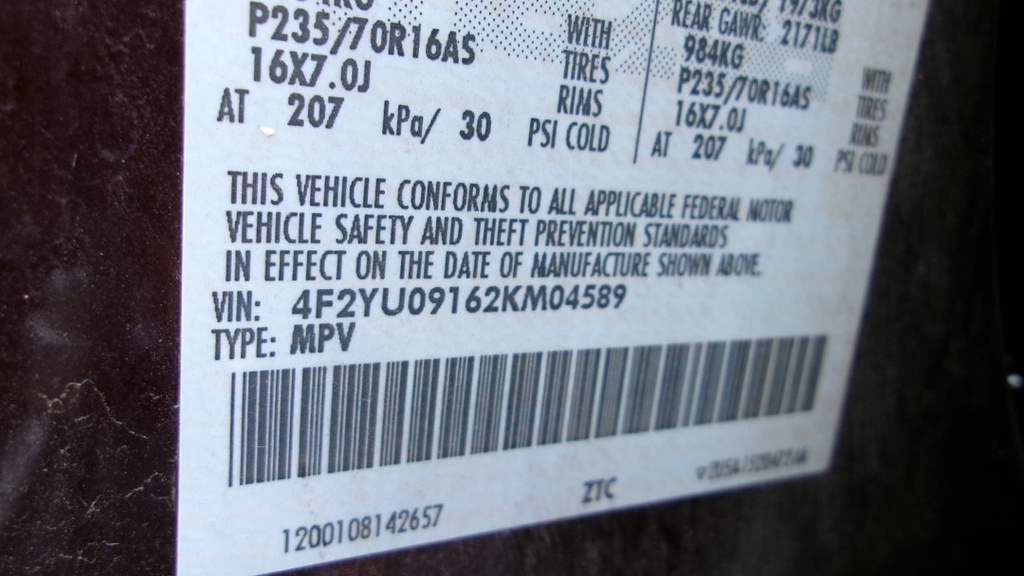 P235/70R16AS WITH
16X7.0J TIRES
RIMS
AT 207 kPa/ 30 PSI COLD
REAR GAWR: 2171LB
984KG WITH
P235/70R16AS TIRES
16X7.0J RIMS
AT 207 kPa/ 30 PSI COLD
THIS VEHICLE CONFORMS TO ALL APPLICABLE FEDERAL MOTOR
VEHICLE SAFETY AND THEFT PREVENTION STANDARDS
IN EFFECT ON THE DATE OF MANUFACTURE SHOWN ABOVE.
VIN: 4F2YU09162KM04589
TYPE: MPV
1200108142657 ZTC